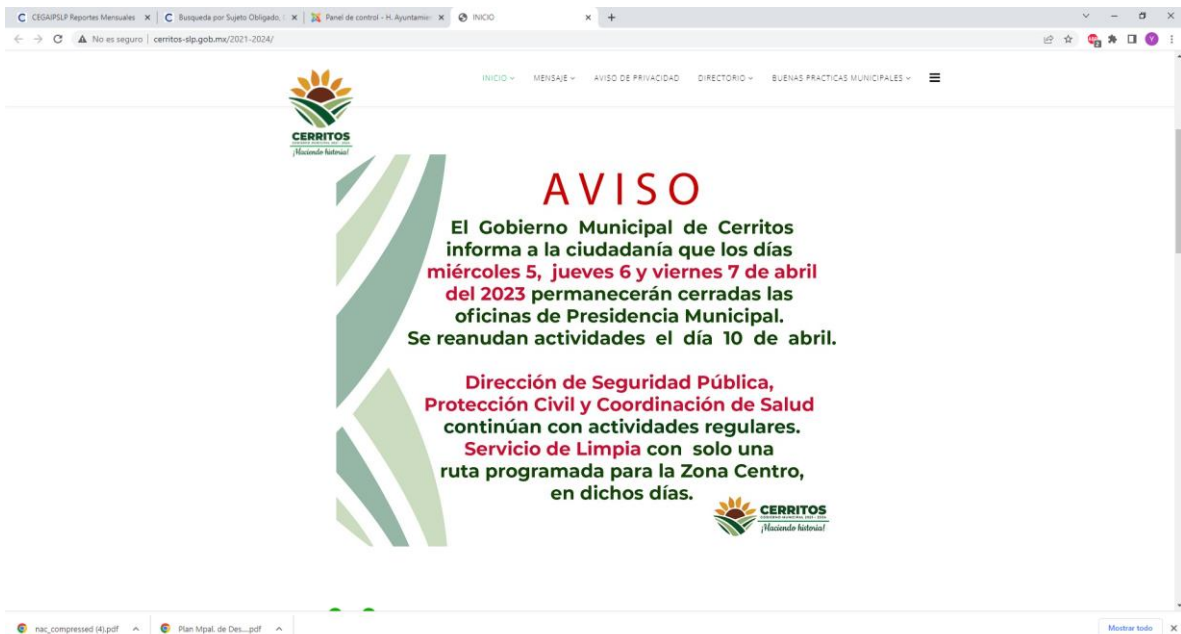 CEGAIPSLP Reportes Mensuales
Busqueda por Sujeto Obligado,
Panel de control - H. Ayuntamie
INICIO
No es seguro | cerritos-slp.gob.mx/2021-2024/
INICIO MENSAJE AVISO DE PRIVACIDAD DIRECTORIO BUENAS PRACTICAS MUNICIPALES
CERRITOS
¡Haciendo historia!
AVISO
El Gobierno Municipal de Cerritos
informa a la ciudadanía que los días
miércoles 5, jueves 6 y viernes 7 de abril
del 2023 permanecerán cerradas las
oficinas de Presidencia Municipal.
Se reanudan actividades el día 10 de abril.
Dirección de Seguridad Pública,
Protección Civil y Coordinación de Salud
continúan con actividades regulares.
Servicio de Limpia con solo una
ruta programada para la Zona Centro,
en dichos días.
CERRITOS
¡Haciendo historia!
nac_compressed (4).pdf
Plan Mpal. de Des....pdf
Mostrar todo